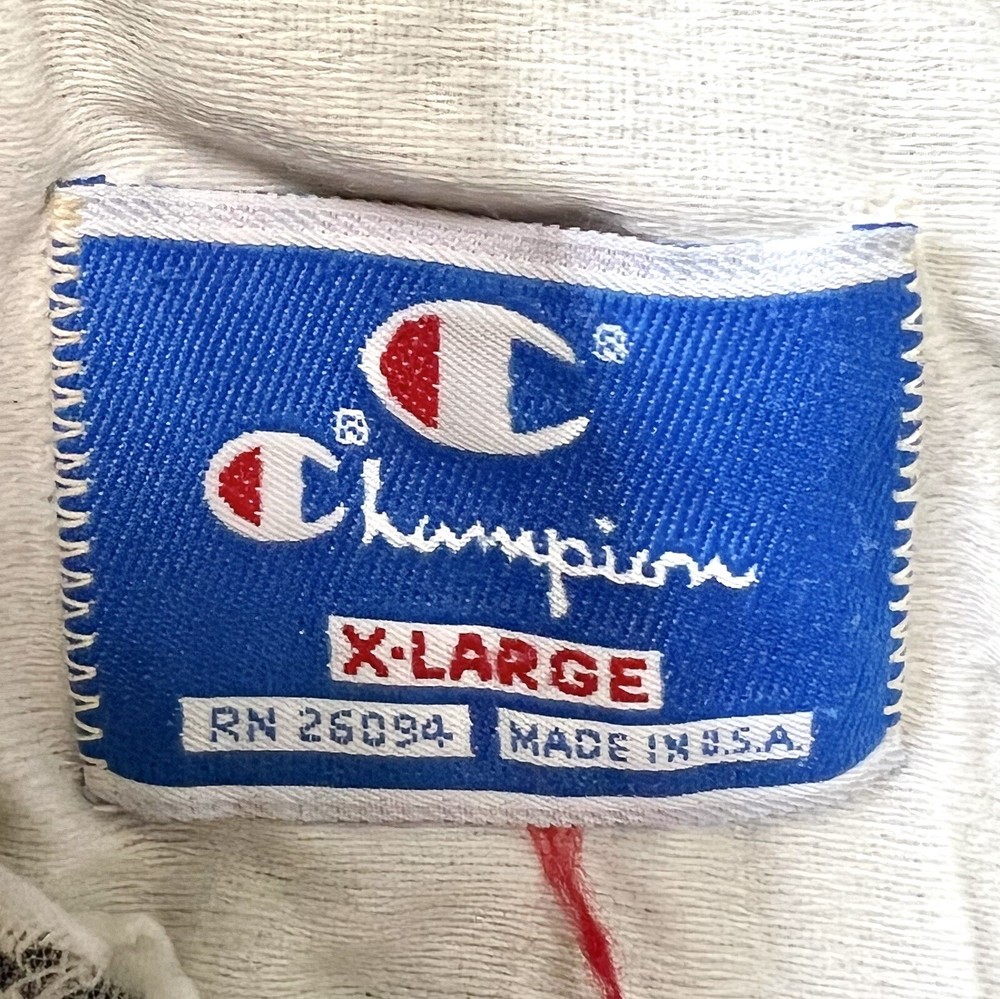 C®
Champion®
X-LARGE
RN 26094 MADE IN U.S.A.